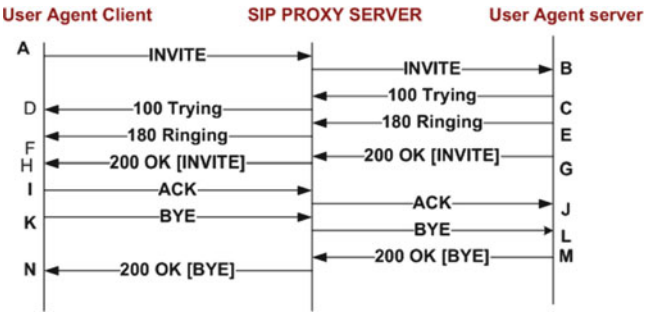 User Agent Client SIP PROXY SERVER User Agent server
A INVITE
INVITE B
100 Trying C
D 100 Trying
180 Ringing E
F 180 Ringing
200 OK [INVITE] G
H 200 OK [INVITE]
I ACK
ACK J
K BYE
BYE L
200 OK [BYE] M
N 200 OK [BYE]